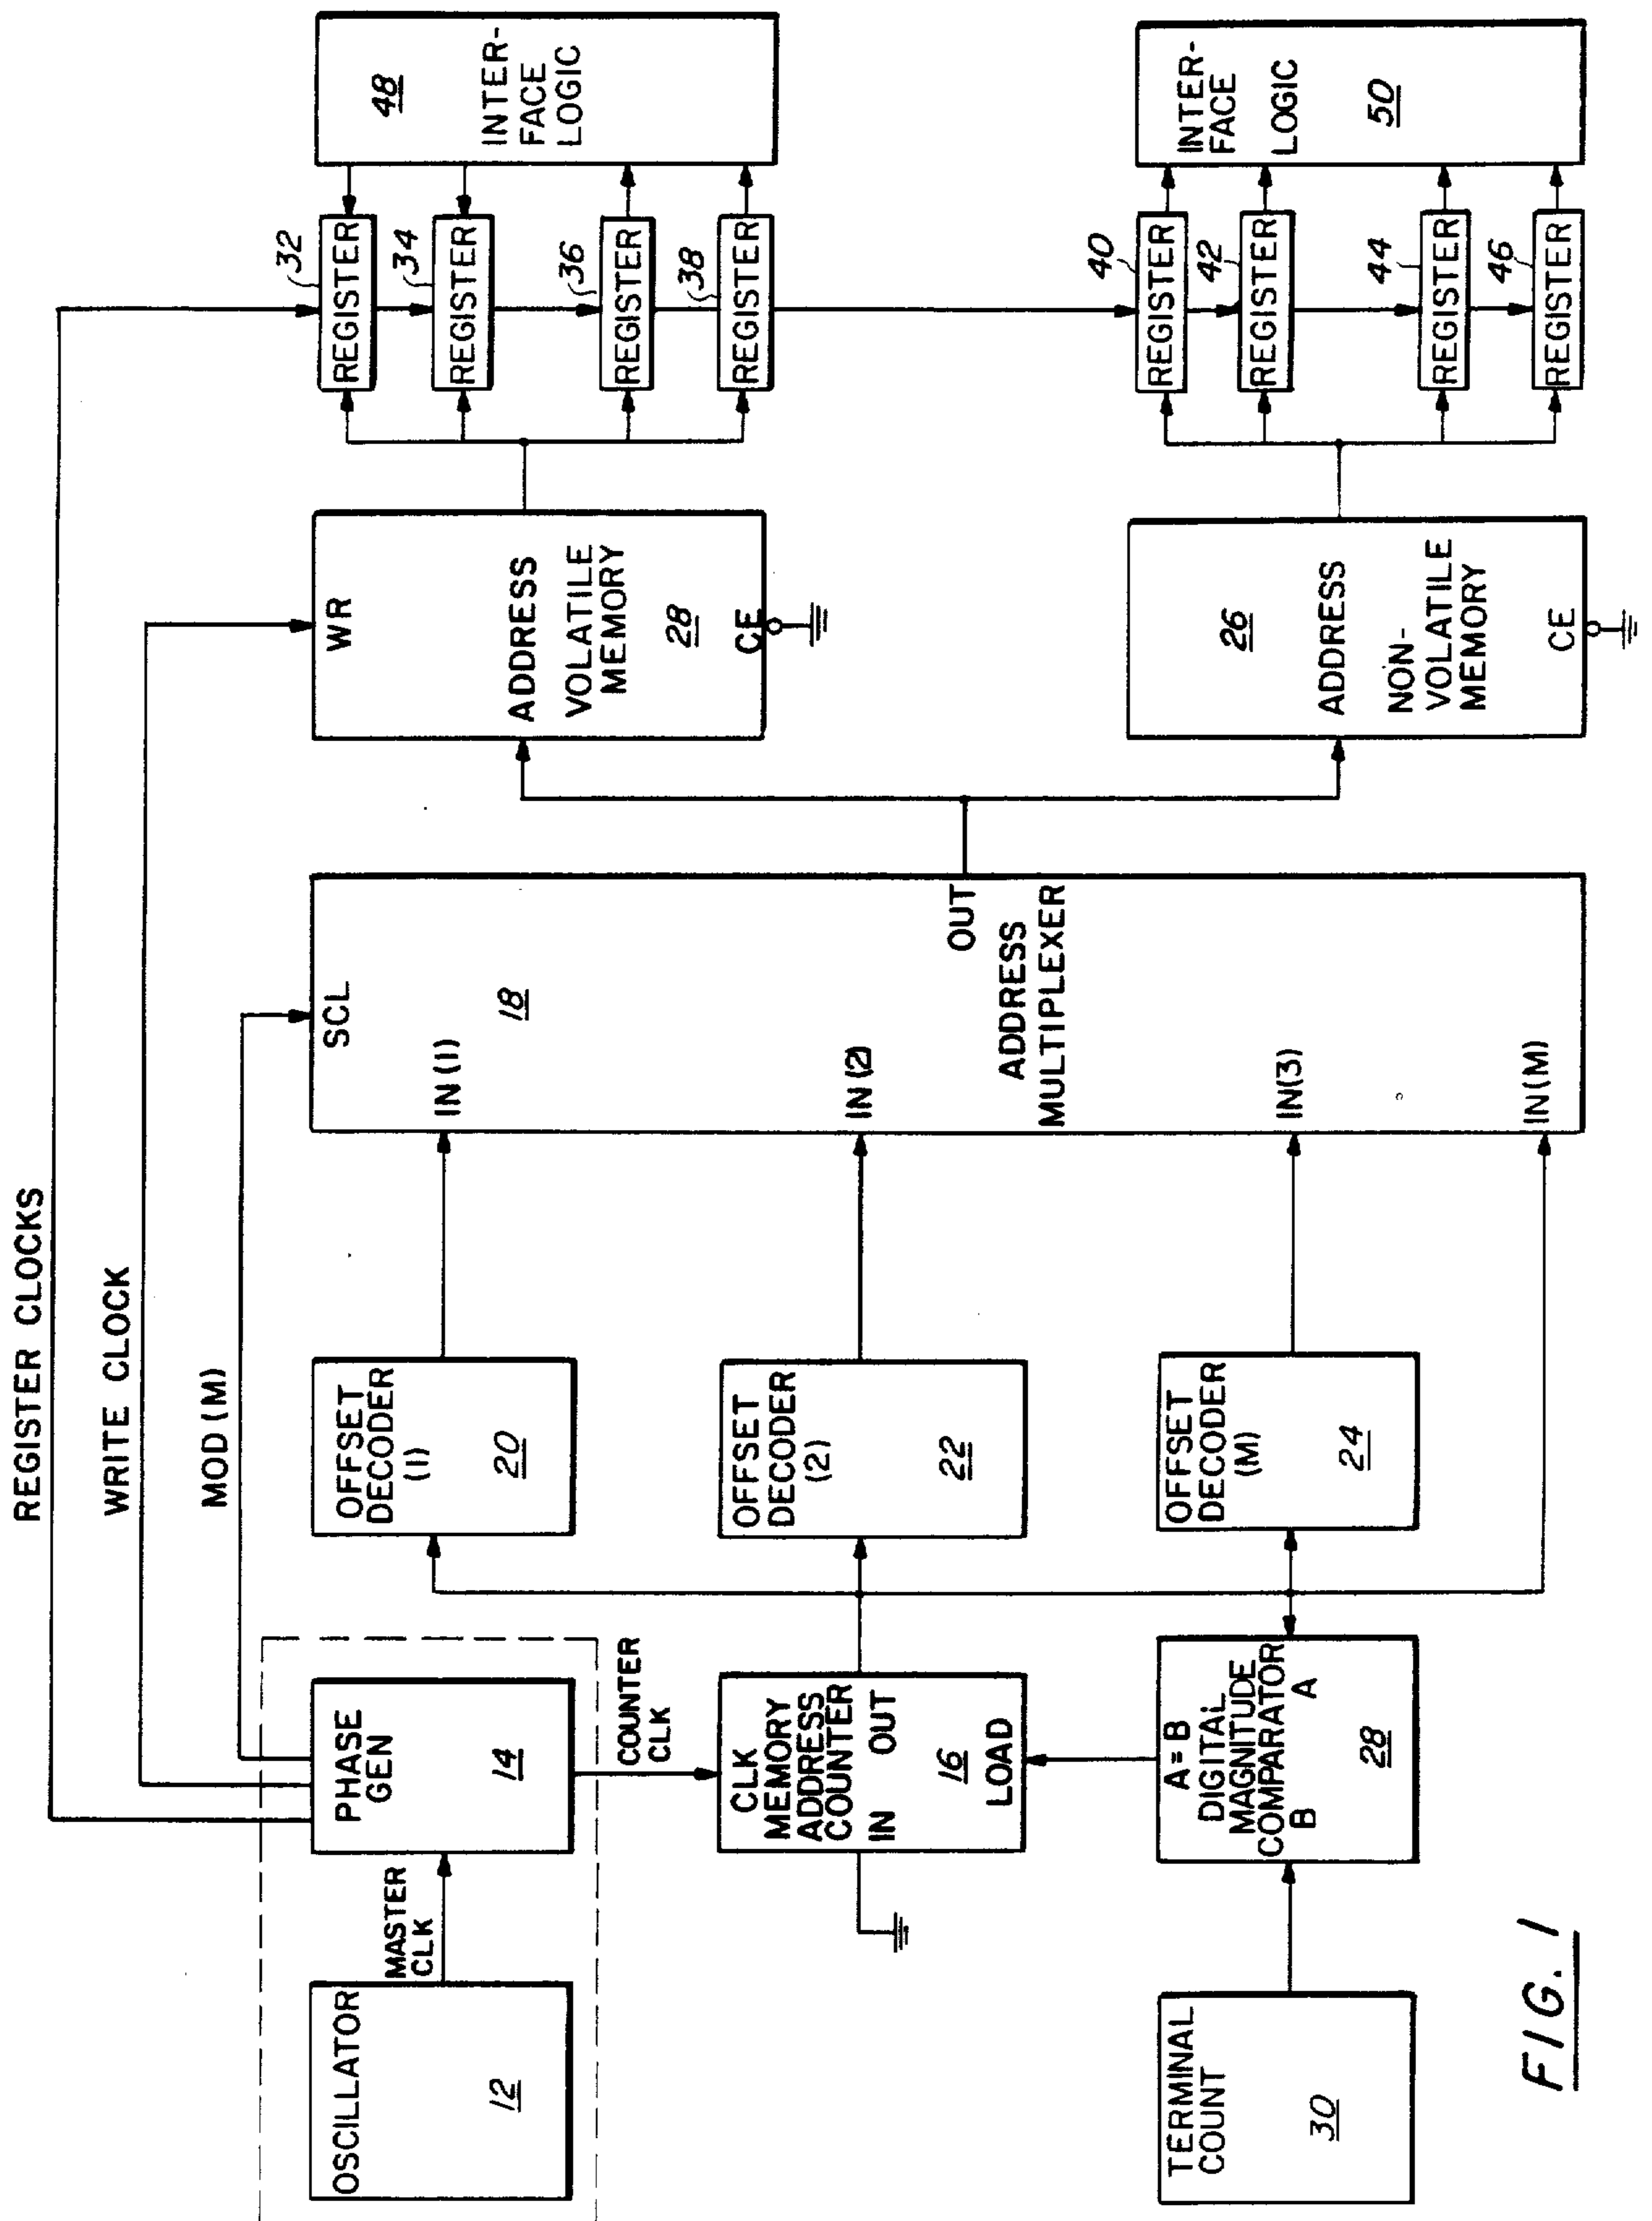 REGISTER CLOCKS
WRITE CLOCK
MOD (M)
OSCILLATOR
12
MASTER
CLK
PHASE
GEN
14
COUNTER
CLK
CLK
MEMORY
ADDRESS
COUNTER
IN OUT
16
LOAD
TERMINAL
COUNT
30
A = B
DIGITAL
MAGNITUDE
COMPARATOR
B A
28
OFFSET
DECODER
(1)
20
OFFSET
DECODER
(2)
22
OFFSET
DECODER
(M)
24
SCL
IN (1)
18
IN (2)
OUT
ADDRESS
MULTIPLEXER
IN(3)
IN(M)
WR
ADDRESS
VOLATILE
MEMORY
28
CE
26
ADDRESS
NON-
VOLATILE
MEMORY
CE
32
REGISTER
34
REGISTER
36
REGISTER
38
REGISTER
40
REGISTER
42
REGISTER
44
REGISTER
46
REGISTER
48
INTER-
FACE
LOGIC
INTER-
FACE
LOGIC
50
FIG. 1